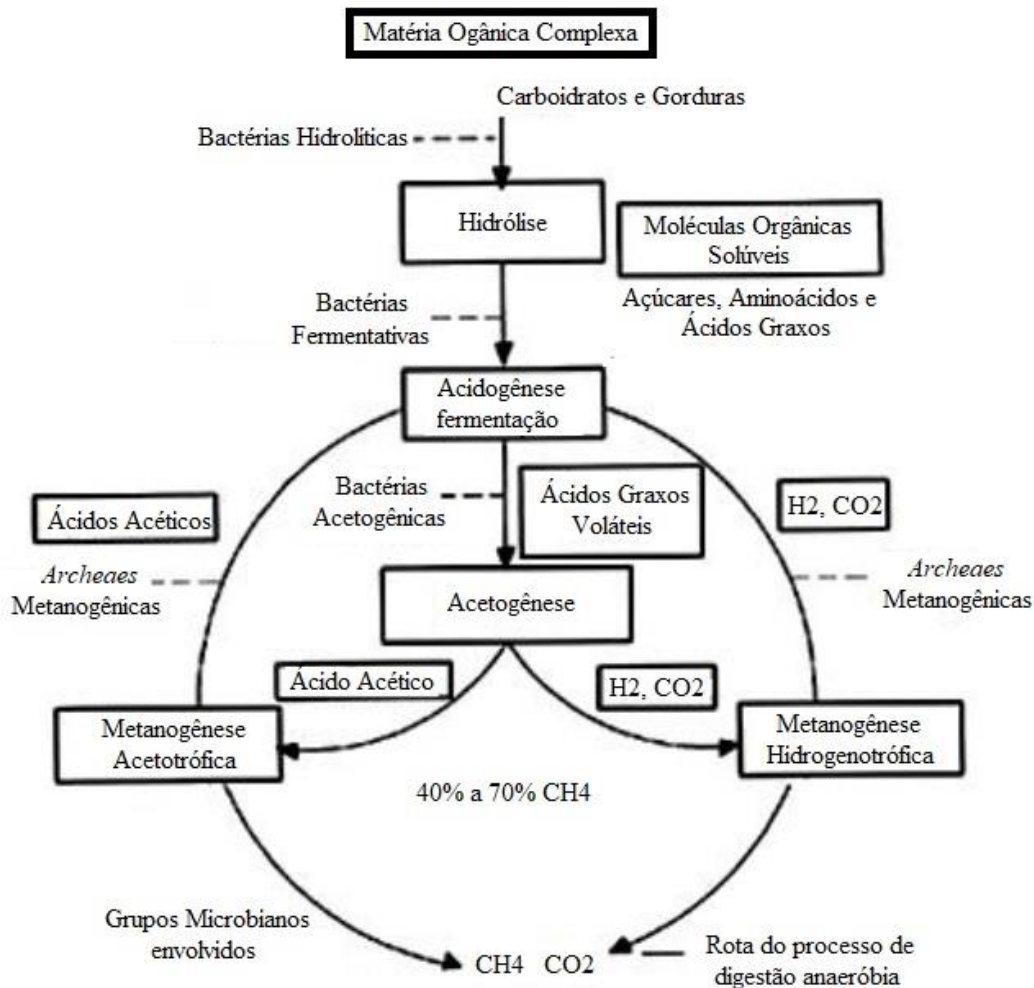 Matéria Ogânica Complexa
Carboidratos e Gorduras
Bactérias Hidrolíticas
Hidrólise
Moléculas Orgânicas
Solúveis
Açúcares, Aminoácidos e
Ácidos Graxos
Bactérias
Fermentativas
Acidogênese
fermentação
Bactérias
Acetogênicas
Ácidos Graxos
Voláteis
Ácidos Acéticos
H2, CO2
Archeaes
Metanogênicas
Archeaes
Metanogênicas
Acetogênese
Ácido Acético
H2, CO2
Metanogênese
Acetotrófica
Metanogênese
Hidrogenotrófica
40% a 70% CH4
Grupos Microbianos
envolvidos
CH4 CO2
Rota do processo de
digestão anaeróbia